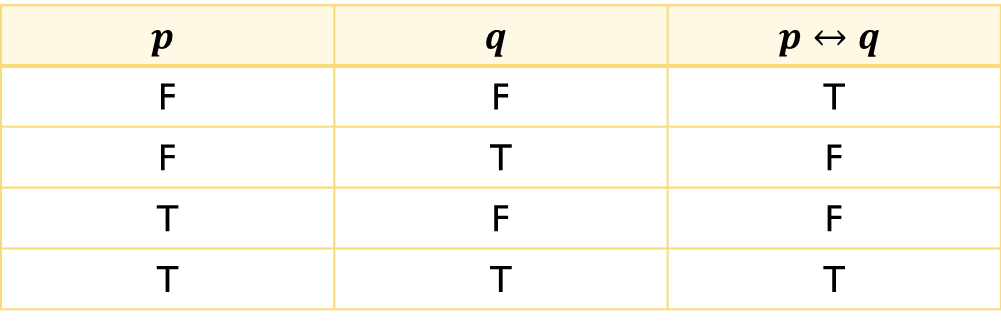 p q p ↔ q
F F T
F T F
T F F
T T T